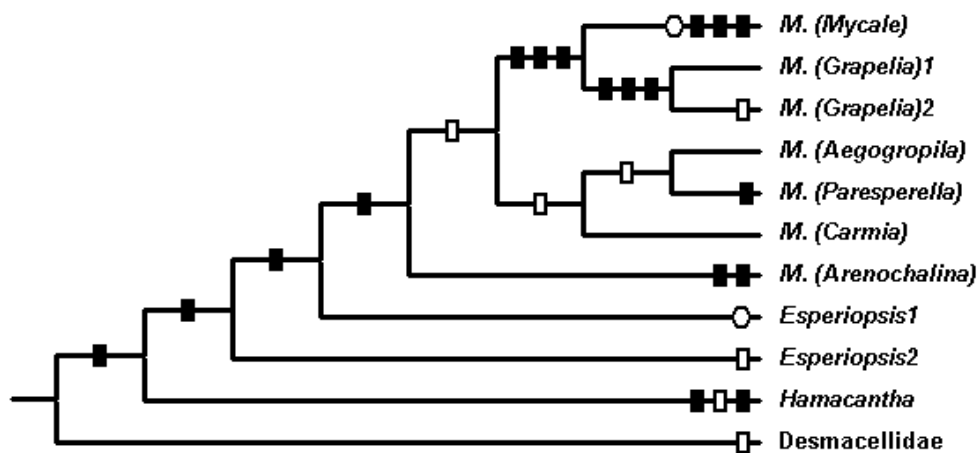 M. (Mycale)
M. (Grapelia)1
M. (Grapelia)2
M. (Aegogropila)
M. (Paresperella)
M. (Carmia)
M. (Arenochalina)
Esperiopsis1
Esperiopsis2
Hamacantha
Desmacellidae